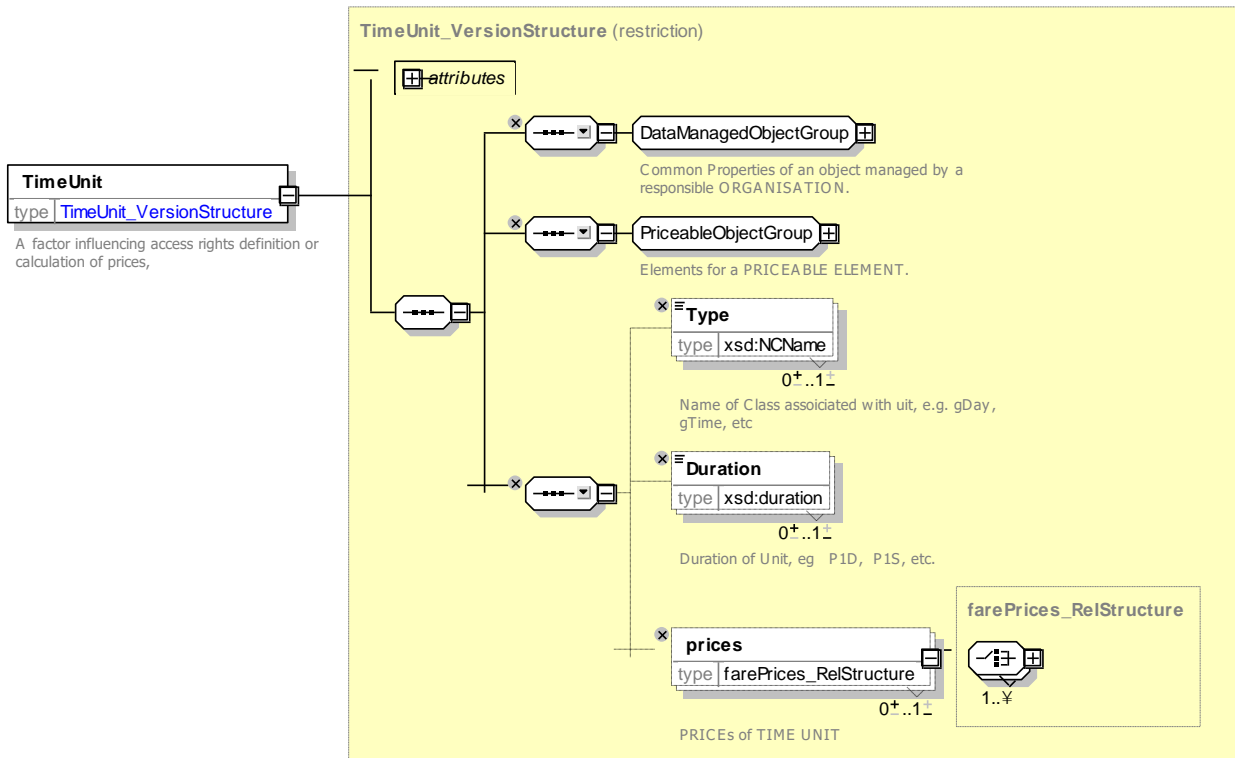 TimeUnit_VersionStructure (restriction)
attributes
DataManagedObjectGroup
Common Properties of an object managed by a
responsible ORGANISATION.
TimeUnit
type TimeUnit_VersionStructure
A factor influencing access rights definition or
calculation of prices,
PriceableObjectGroup
Elements for a PRICEABLE ELEMENT.
Type
type xsd:NCName
0±..1±
Name of Class assoiciated with uit, e.g. gDay,
gTime, etc
Duration
type xsd:duration
0±..1±
Duration of Unit, eg P1D, P1S, etc.
farePrices_RelStructure
prices
type farePrices_RelStructure
0±..1±
1..¥
PRICEs of TIME UNIT